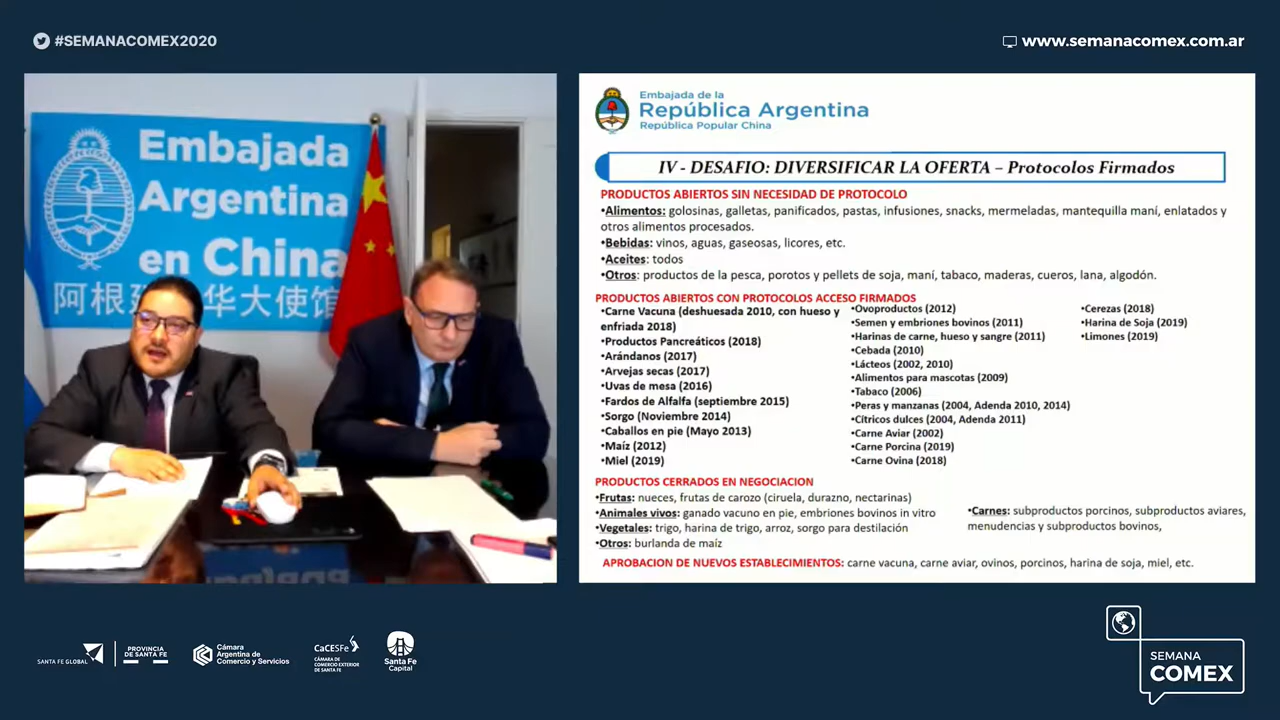 #SEMANACOMEX2020
www.semanacomex.com.ar
Embajada
Argentina
en China
阿根廷 华大使馆
Embajada de la
República Argentina
República Popular China
IV - DESAFIO: DIVERSIFICAR LA OFERTA – Protocolos Firmados
PRODUCTOS ABIERTOS SIN NECESIDAD DE PROTOCOLO
•Alimentos: golosinas, galletas, panificados, pastas, infusiones, snacks, mermeladas, mantequilla maní, enlatados y
otros alimentos procesados.
•Bebidas: vinos, aguas, gaseosas, licores, etc.
•Aceites: todos
•Otros: productos de la pesca, porotos y pellets de soja, maní, tabaco, maderas, cueros, lana, algodón.
PRODUCTOS ABIERTOS CON PROTOCOLOS ACCESO FIRMADOS
•Carne Vacuna (deshuesada 2010, con hueso y
enfriada 2018)
•Productos Pancreáticos (2018)
•Arándanos (2017)
•Arvejas secas (2017)
•Uvas de mesa (2016)
•Fardos de Alfalfa (septiembre 2015)
•Sorgo (Noviembre 2014)
•Caballos en pie (Mayo 2013)
•Maíz (2012)
•Miel (2019)
•Ovoproductos (2012)
•Semen y embriones bovinos (2011)
•Harinas de carne, hueso y sangre (2011)
•Cebada (2010)
•Lácteos (2002, 2010)
•Alimentos para mascotas (2009)
•Tabaco (2006)
•Peras y manzanas (2004, Adenda 2010, 2014)
•Cítricos dulces (2004, Adenda 2011)
•Carne Aviar (2002)
•Carne Porcina (2019)
•Carne Ovina (2018)
•Cerezas (2018)
•Harina de Soja (2019)
•Limones (2019)
PRODUCTOS CERRADOS EN NEGOCIACION
•Frutas: nueces, frutas de carozo (ciruela, durazno, nectarinas)
•Animales vivos: ganado vacuno en pie, embriones bovinos in vitro
•Vegetales: trigo, harina de trigo, arroz, sorgo para destilación
•Otros: burlanda de maíz
•Carnes: subproductos porcinos, subproductos aviares,
menudencias y subproductos bovinos,
APROBACION DE NUEVOS ESTABLECIMIENTOS: carne vacuna, carne aviar, ovinos, porcinos, harina de soja, miel, etc.
SANTA FE GLOBAL
PROVINCIA
DE SANTA FE
Cámara
Argentina de
Comercio y Servicios
CaCESFe
CÁMARA DE
COMERCIO EXTERIOR
DE SANTA FE
Santa Fe
Capital
SEMANA
COMEX